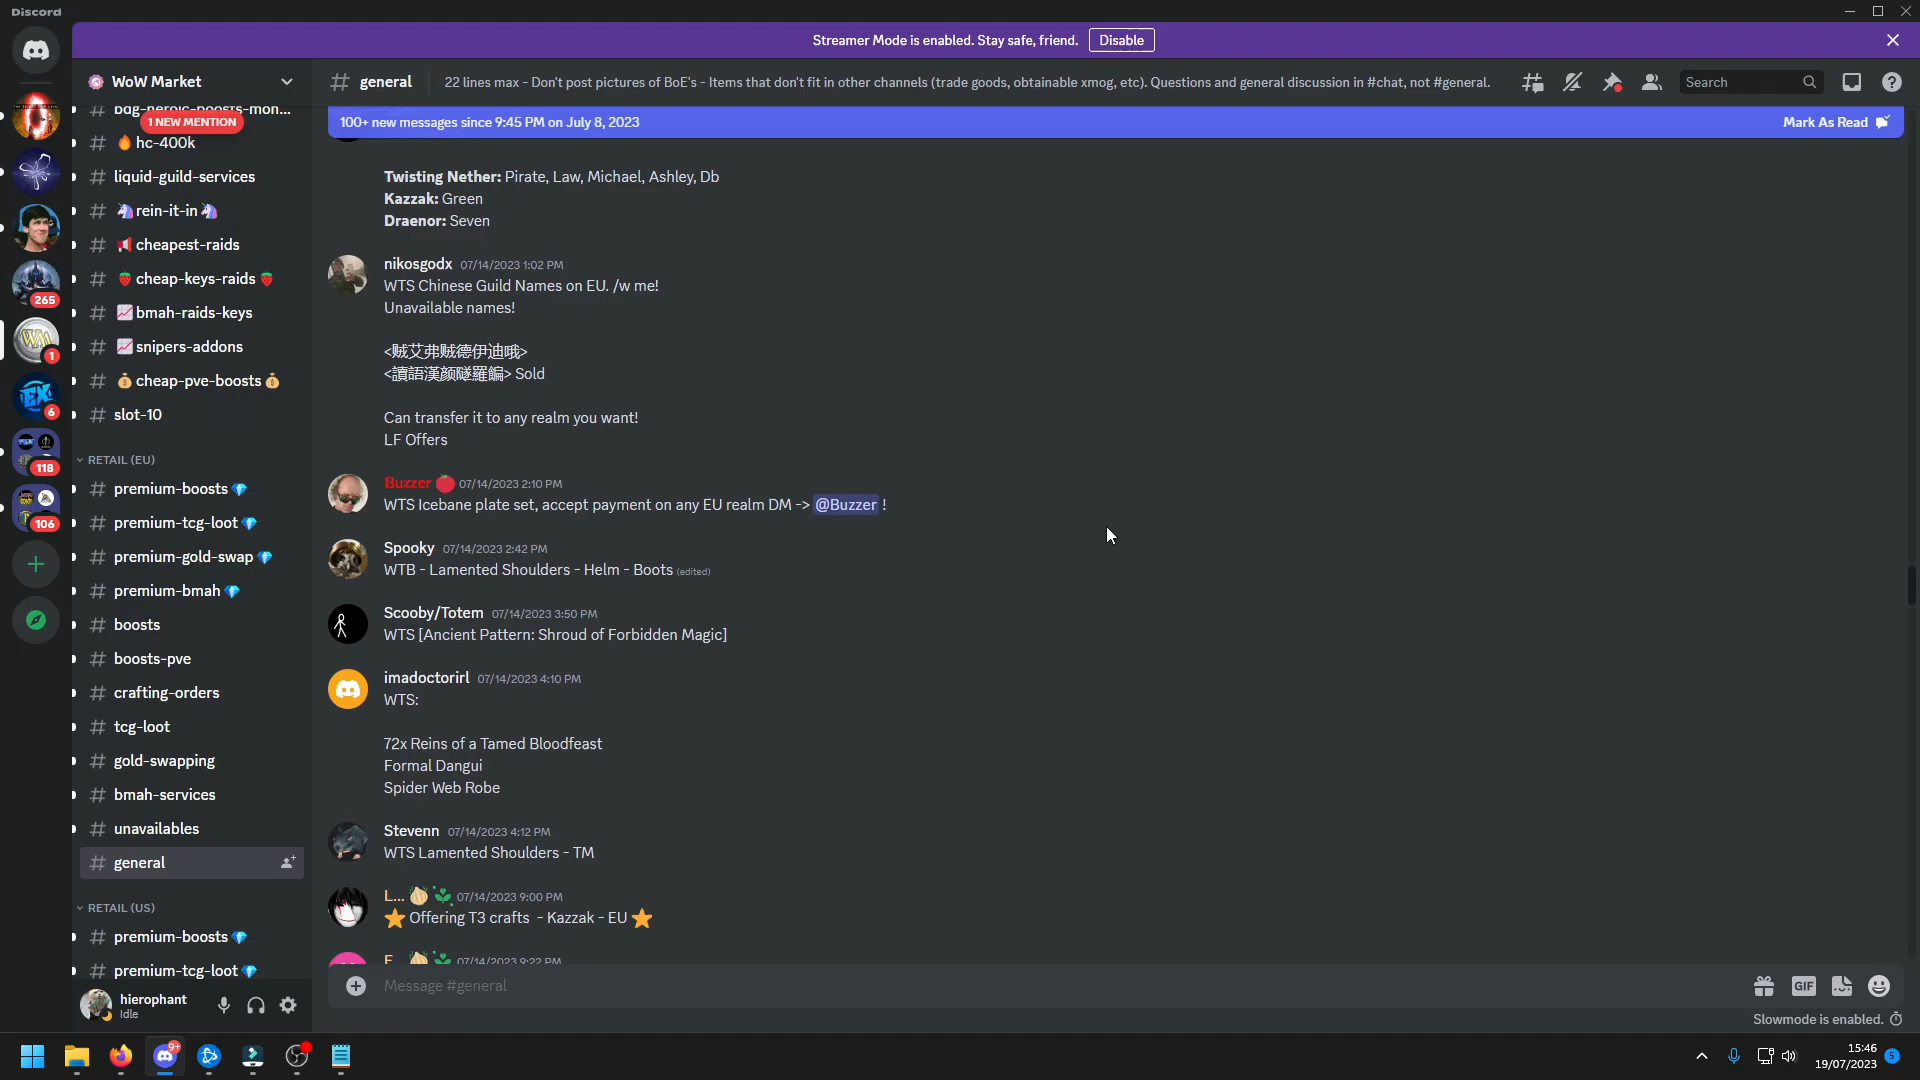 Discord
Streamer Mode is enabled. Stay safe, friend.
Disable
WoW Market
general
22 lines max - Don't post pictures of BoE's - Items that don't fit in other channels (trade goods, obtainable xmog, etc). Questions and general discussion in #chat, not #general.
Search
bdg-heroic-boosts-mon...
1 NEW MENTION
hc-400k
liquid-guild-services
rein-it-in
cheapest-raids
cheap-keys-raids
bmah-raids-keys
snipers-addons
cheap-pve-boosts
slot-10
RETAIL (EU)
premium-boosts
premium-tcg-loot
premium-gold-swap
premium-bmah
boosts
boosts-pve
crafting-orders
tcg-loot
gold-swapping
bmah-services
unavailables
general
RETAIL (US)
premium-boosts
premium-tcg-loot
265
1
6
118
106
hierophant
Idle
100+ new messages since 9:45 PM on July 8, 2023
Mark As Read
Twisting Nether: Pirate, Law, Michael, Ashley, Db
Kazzak: Green
Draenor: Seven
nikosgodx 07/14/2023 1:02 PM
WTS Chinese Guild Names on EU. /w me!
Unavailable names!
<贼艾弗贼德伊迪哦>
<讀語漢颜隧羅鯿> Sold
Can transfer it to any realm you want!
LF Offers
Buzzer 07/14/2023 2:10 PM
WTS Icebane plate set, accept payment on any EU realm DM -> @Buzzer !
Spooky 07/14/2023 2:42 PM
WTB - Lamented Shoulders - Helm - Boots (edited)
Scooby/Totem 07/14/2023 3:50 PM
WTS [Ancient Pattern: Shroud of Forbidden Magic]
imadoctorirl 07/14/2023 4:10 PM
WTS:
72x Reins of a Tamed Bloodfeast
Formal Dangui
Spider Web Robe
Stevenn 07/14/2023 4:12 PM
WTS Lamented Shoulders - TM
L... 07/14/2023 9:00 PM
Offering T3 crafts - Kazzak - EU
07/14/2023 9:22 PM
Message #general
GIF
Slowmode is enabled.
9+
15:46
19/07/2023
5